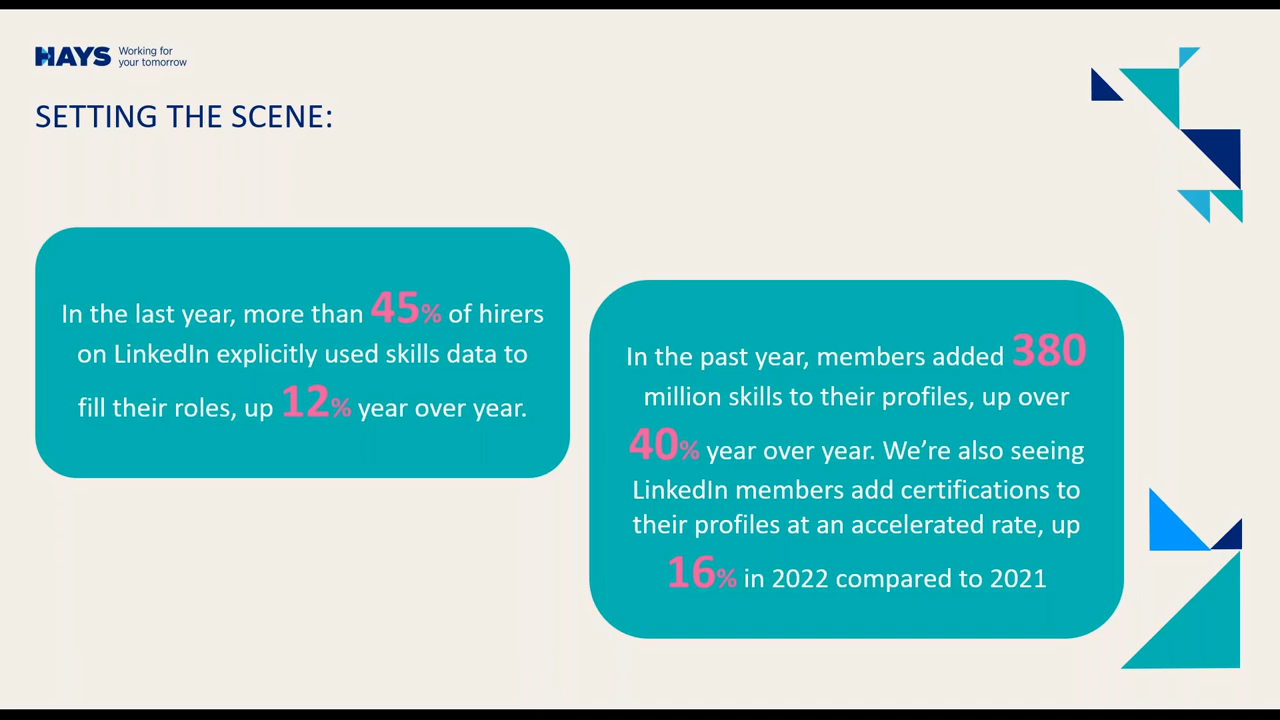 HAYS
Working for
your tomorrow
SETTING THE SCENE:
In the last year, more than 45% of hirers
on LinkedIn explicitly used skills data to
fill their roles, up 12% year over year.
In the past year, members added 380
million skills to their profiles, up over
40% year over year. We’re also seeing
LinkedIn members add certifications to
their profiles at an accelerated rate, up
16% in 2022 compared to 2021